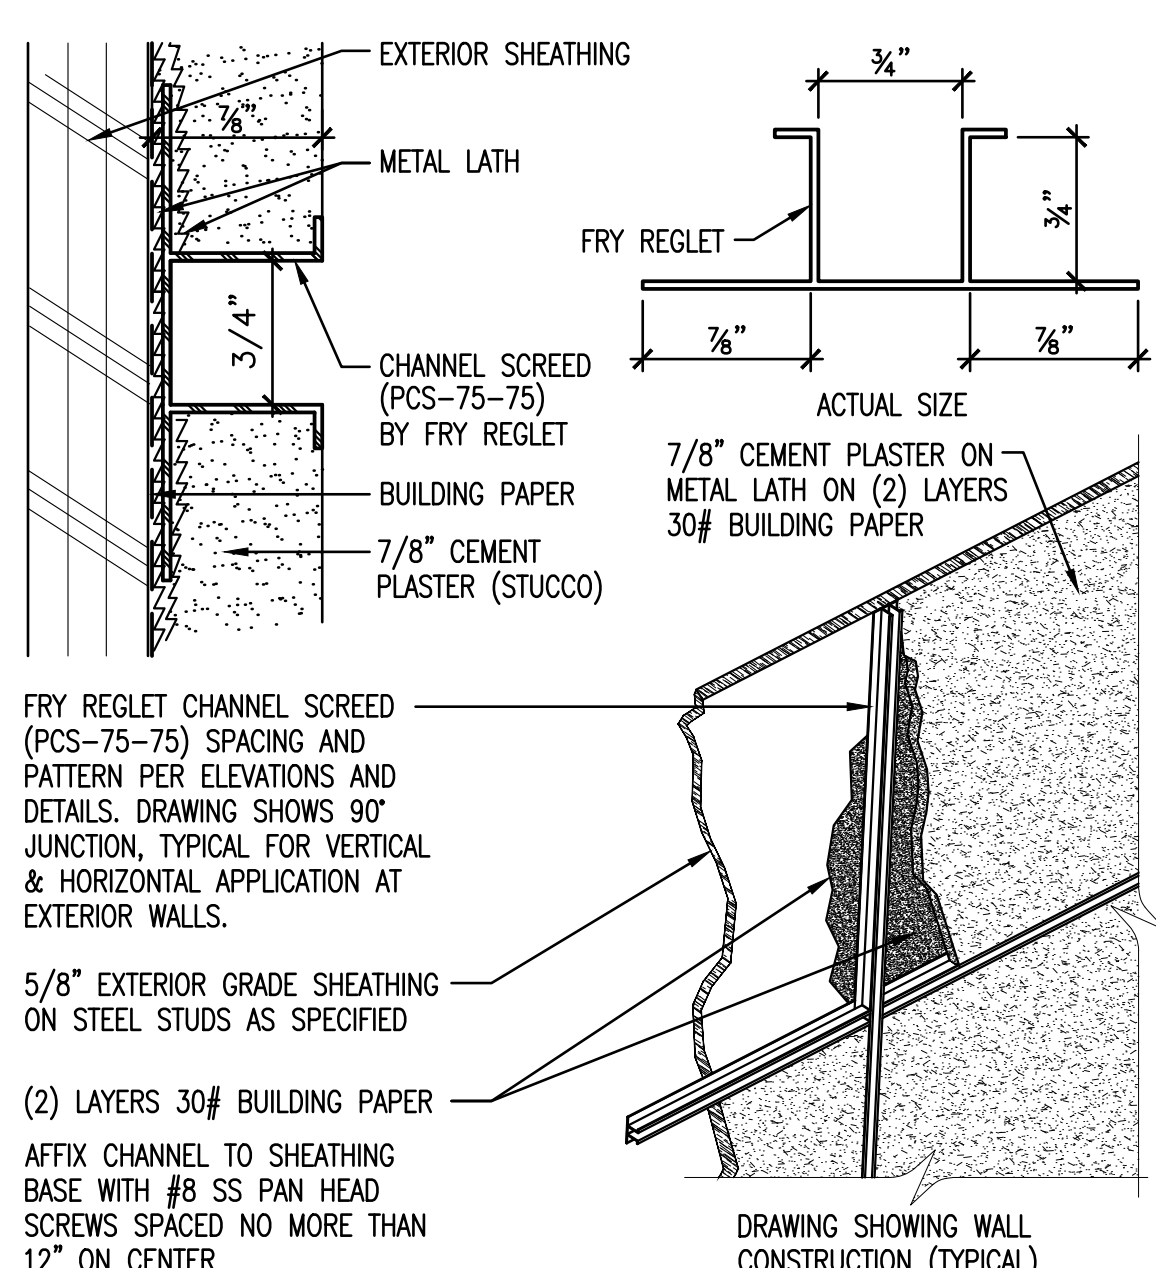 EXTERIOR SHEATHING
7/8"
METAL LATH
3/4"
CHANNEL SCREED
(PCS-75-75)
BY FRY REGLET
BUILDING PAPER
7/8" CEMENT
PLASTER (STUCCO)
3/4"
3/4"
FRY REGLET
7/8"
7/8"
ACTUAL SIZE
7/8" CEMENT PLASTER ON
METAL LATH ON (2) LAYERS
30# BUILDING PAPER
FRY REGLET CHANNEL SCREED
(PCS-75-75) SPACING AND
PATTERN PER ELEVATIONS AND
DETAILS. DRAWING SHOWS 90°
JUNCTION, TYPICAL FOR VERTICAL
& HORIZONTAL APPLICATION AT
EXTERIOR WALLS.
5/8" EXTERIOR GRADE SHEATHING
ON STEEL STUDS AS SPECIFIED
(2) LAYERS 30# BUILDING PAPER
AFFIX CHANNEL TO SHEATHING
BASE WITH #8 SS PAN HEAD
SCREWS SPACED NO MORE THAN
12" ON CENTER
DRAWING SHOWING WALL
CONSTRUCTION (TYPICAL)